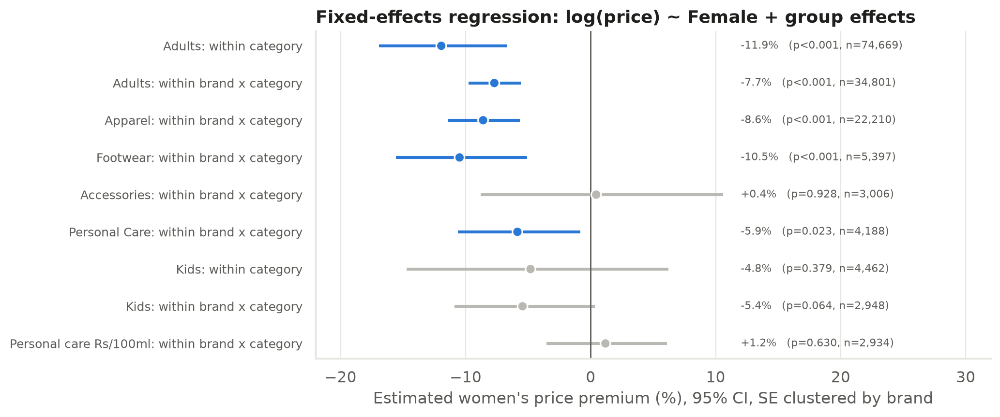 Fixed-effects regression: log(price) ~ Female + group effects
Adults: within category -11.9% (p<0.001, n=74,669)
Adults: within brand x category -7.7% (p<0.001, n=34,801)
Apparel: within brand x category -8.6% (p<0.001, n=22,210)
Footwear: within brand x category -10.5% (p<0.001, n=5,397)
Accessories: within brand x category +0.4% (p=0.928, n=3,006)
Personal Care: within brand x category -5.9% (p=0.023, n=4,188)
Kids: within category -4.8% (p=0.379, n=4,462)
Kids: within brand x category -5.4% (p=0.064, n=2,948)
Personal care Rs/100ml: within brand x category +1.2% (p=0.630, n=2,934)
−20 −10 0 10 20 30
Estimated women's price premium (%), 95% CI, SE clustered by brand